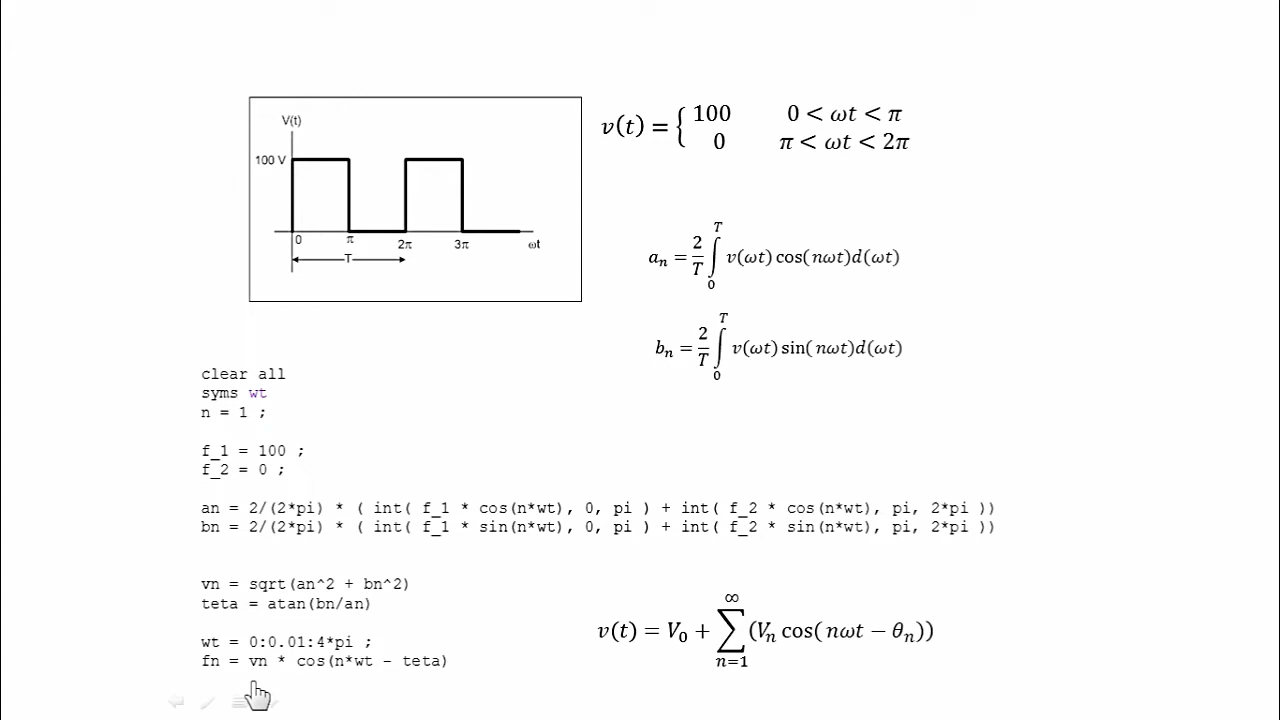 V(t)
100 V
0 π 2π 3π ωt
T
v(t) = { 100 0 < ωt < π
0 π < ωt < 2π
aₙ = 2/T ∫₀ᵀ v(ωt) cos(nωt)d(ωt)
bₙ = 2/T ∫₀ᵀ v(ωt) sin(nωt)d(ωt)
clear all
syms wt
n = 1 ;
f_1 = 100 ;
f_2 = 0 ;
an = 2/(2*pi) * ( int( f_1 * cos(n*wt), 0, pi ) + int( f_2 * cos(n*wt), pi, 2*pi ))
bn = 2/(2*pi) * ( int( f_1 * sin(n*wt), 0, pi ) + int( f_2 * sin(n*wt), pi, 2*pi ))
vn = sqrt(an^2 + bn^2)
teta = atan(bn/an)
wt = 0:0.01:4*pi ;
fn = vn * cos(n*wt - teta)
v(t) = V₀ + ∑ₙ₌₁^∞ (Vₙ cos(nωt − θₙ))